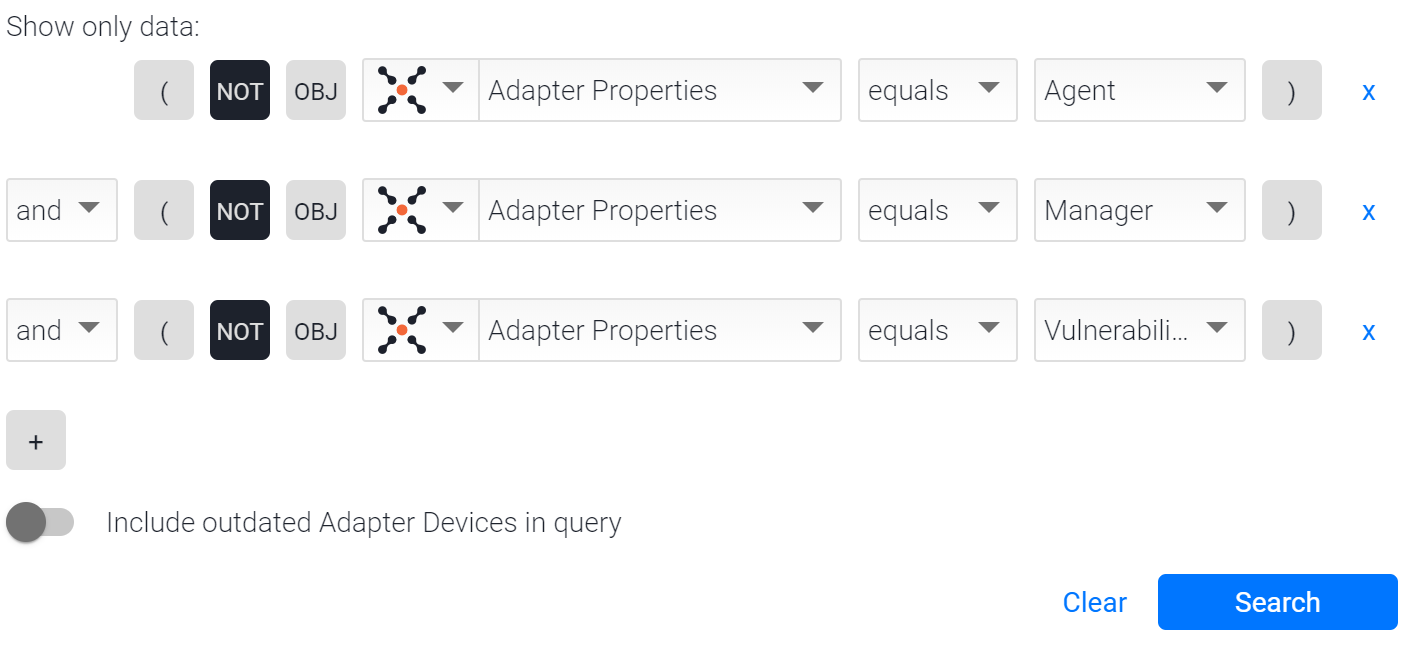 Show only data:
( NOT OBJ Adapter Properties equals Agent ) x
and ( NOT OBJ Adapter Properties equals Manager ) x
and ( NOT OBJ Adapter Properties equals Vulnerabili... ) x
+
Include outdated Adapter Devices in query
Clear Search